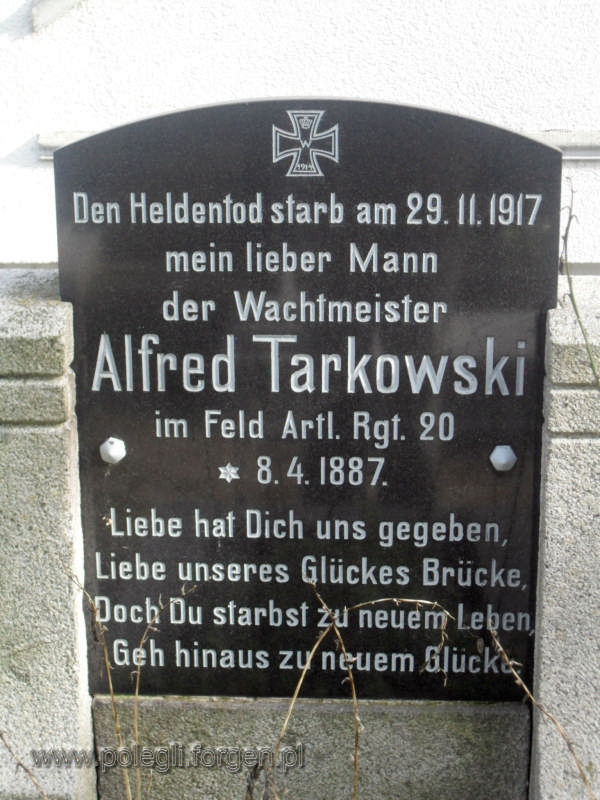 W
1914
Den Heldentod starb am 29. 11. 1917
mein lieber Mann
der Wachtmeister
Alfred Tarkowski
im Feld Artl. Rgt. 20
* 8. 4. 1887.
Liebe hat Dich uns gegeben,
Liebe unseres Glückes Brücke,
Doch Du starbst zu neuem Leben,
Geh hinaus zu neuem Glücke
www.polegli.forgen.pl